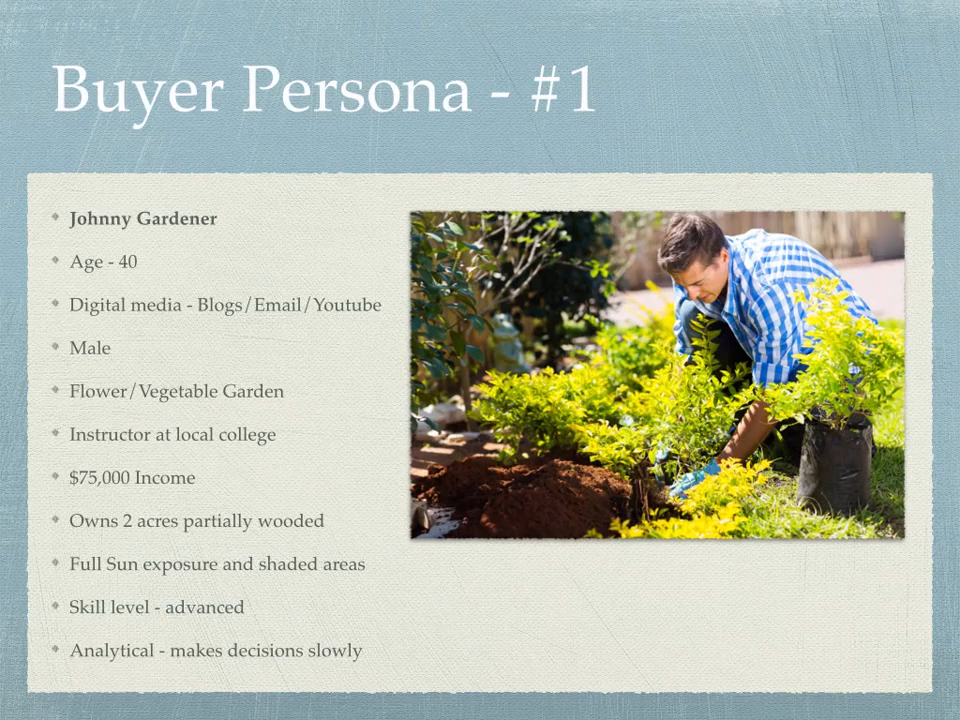 Buyer Persona - #1
Johnny Gardener
Age - 40
Digital media - Blogs/Email/Youtube
Male
Flower/Vegetable Garden
Instructor at local college
$75,000 Income
Owns 2 acres partially wooded
Full Sun exposure and shaded areas
Skill level - advanced
Analytical - makes decisions slowly